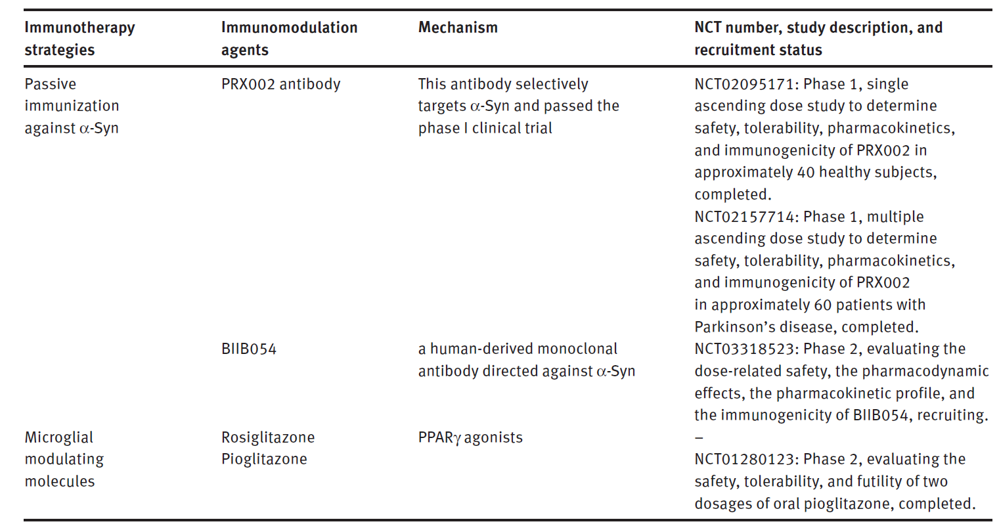 Immunotherapy
strategies
Immunomodulation
agents
Mechanism
NCT number, study description, and
recruitment status
Passive
immunization
against α-Syn
PRX002 antibody
This antibody selectively
targets α-Syn and passed the
phase I clinical trial
NCT02095171: Phase 1, single
ascending dose study to determine
safety, tolerability, pharmacokinetics,
and immunogenicity of PRX002 in
approximately 40 healthy subjects,
completed.
NCT02157714: Phase 1, multiple
ascending dose study to determine
safety, tolerability, pharmacokinetics,
and immunogenicity of PRX002
in approximately 60 patients with
Parkinson’s disease, completed.
BIIB054
a human-derived monoclonal
antibody directed against α-Syn
NCT03318523: Phase 2, evaluating the
dose-related safety, the pharmacodynamic
effects, the pharmacokinetic profile, and
the immunogenicity of BIIB054, recruiting.
Microglial
modulating
molecules
Rosiglitazone
Pioglitazone
PPARγ agonists
–
NCT01280123: Phase 2, evaluating the
safety, tolerability, and futility of two
dosages of oral pioglitazone, completed.